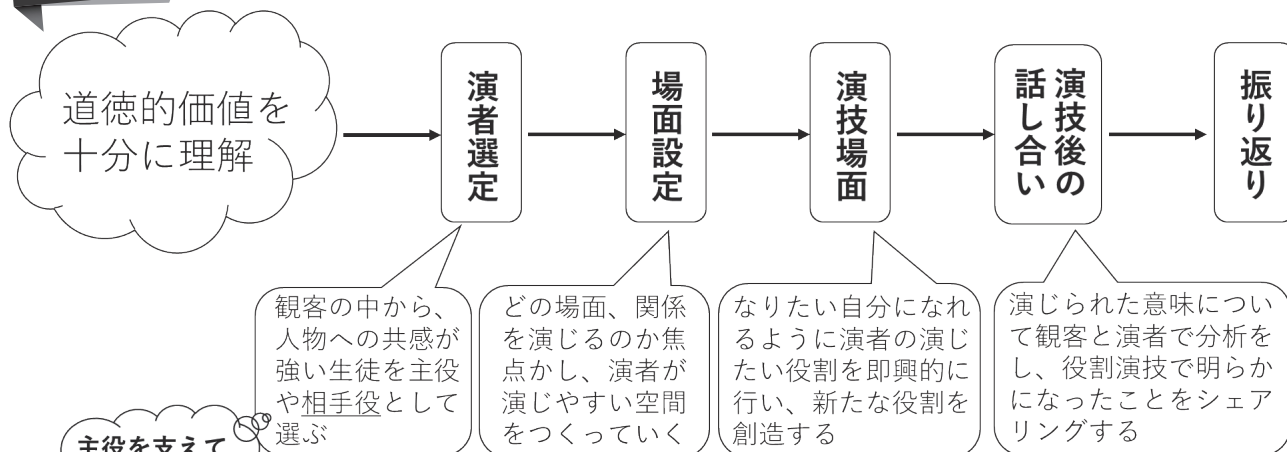 道徳的価値を
十分に理解
演者選定
場面設定
演技場面
演技後の
話し合い
振り返り
観客の中から、
人物への共感が
強い生徒を主役
や相手役として
選ぶ
どの場面、関係
を演じるのか焦
点かし、演者が
演じやすい空間
をつくっていく
なりたい自分になれ
るように演者の演じ
たい役割を即興的に
行い、新たな役割を
創造する
演じられた意味につい
て観客と演者で分析を
し、役割演技で明らか
になったことをシェア
リングする
主役を支えて